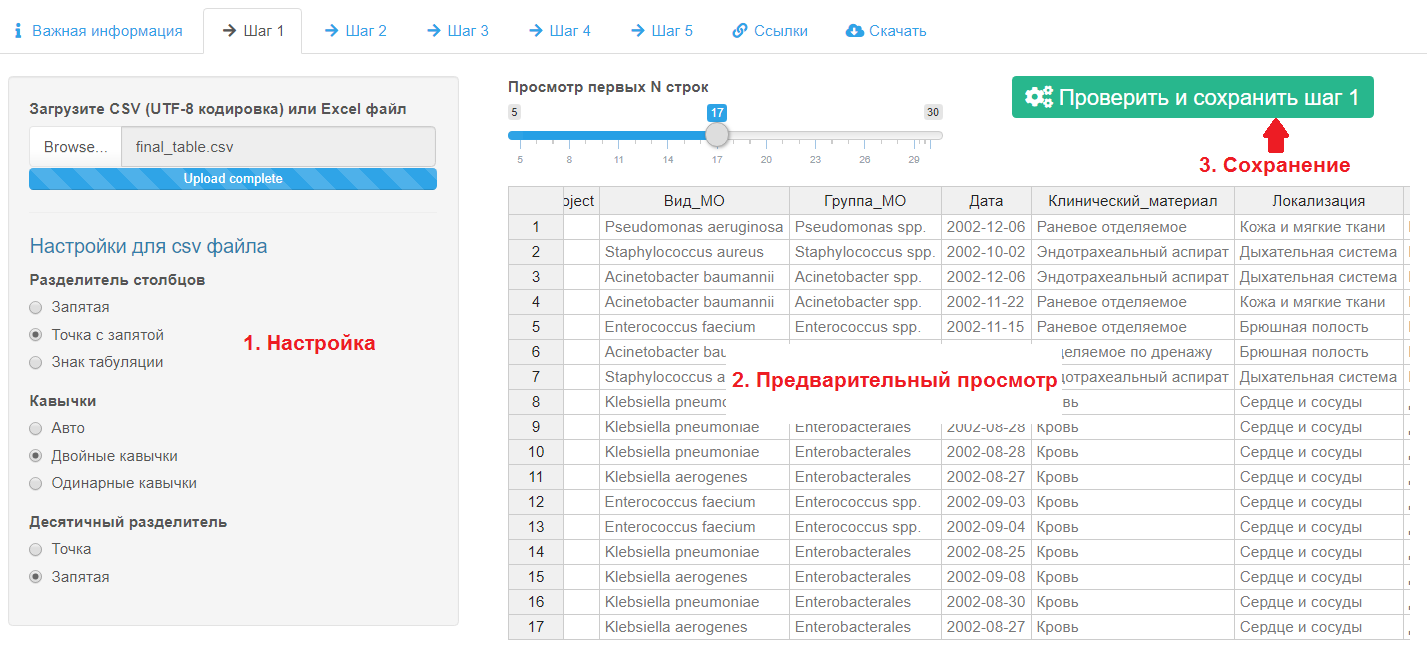 Важная информация Шаг 1 Шаг 2 Шаг 3 Шаг 4 Шаг 5 Ссылки Скачать
Загрузите CSV (UTF-8 кодировка) или Excel файл
Browse... final_table.csv
Upload complete
Настройки для csv файла
Разделитель столбцов
Запятая
Точка с запятой
Знак табуляции
1. Настройка
Кавычки
Авто
Двойные кавычки
Одинарные кавычки
Десятичный разделитель
Точка
Запятая
Просмотр первых N строк
5 17 30
5 8 11 14 17 20 23 26 29
Проверить и сохранить шаг 1
3. Сохранение
oject Вид_МО Группа_МО Дата Клинический_материал Локализация
1 Pseudomonas aeruginosa Pseudomonas spp. 2002-12-06 Раневое отделяемое Кожа и мягкие ткани
2 Staphylococcus aureus Staphylococcus spp. 2002-10-02 Эндотрахеальный аспират Дыхательная система
3 Acinetobacter baumannii Acinetobacter spp. 2002-12-06 Эндотрахеальный аспират Дыхательная система
4 Acinetobacter baumannii Acinetobacter spp. 2002-11-22 Раневое отделяемое Кожа и мягкие ткани
5 Enterococcus faecium Enterococcus spp. 2002-11-15 Раневое отделяемое Брюшная полость
6 Acinetobacter bau еляемое по дренажу Брюшная полость
7 Staphylococcus a отрахеальный аспират Дыхательная система
2. Предварительный просмотр
8 Klebsiella pneumo вь Сердце и сосуды
9 Klebsiella pneumoniae Enterobacterales 2002-08-28 Кровь Сердце и сосуды
10 Klebsiella pneumoniae Enterobacterales 2002-08-28 Кровь Сердце и сосуды
11 Klebsiella aerogenes Enterobacterales 2002-08-27 Кровь Сердце и сосуды
12 Enterococcus faecium Enterococcus spp. 2002-09-03 Кровь Сердце и сосуды
13 Enterococcus faecium Enterococcus spp. 2002-09-04 Кровь Сердце и сосуды
14 Klebsiella pneumoniae Enterobacterales 2002-08-25 Кровь Сердце и сосуды
15 Klebsiella aerogenes Enterobacterales 2002-09-08 Кровь Сердце и сосуды
16 Klebsiella pneumoniae Enterobacterales 2002-08-30 Кровь Сердце и сосуды
17 Klebsiella aerogenes Enterobacterales 2002-08-27 Кровь Сердце и сосуды